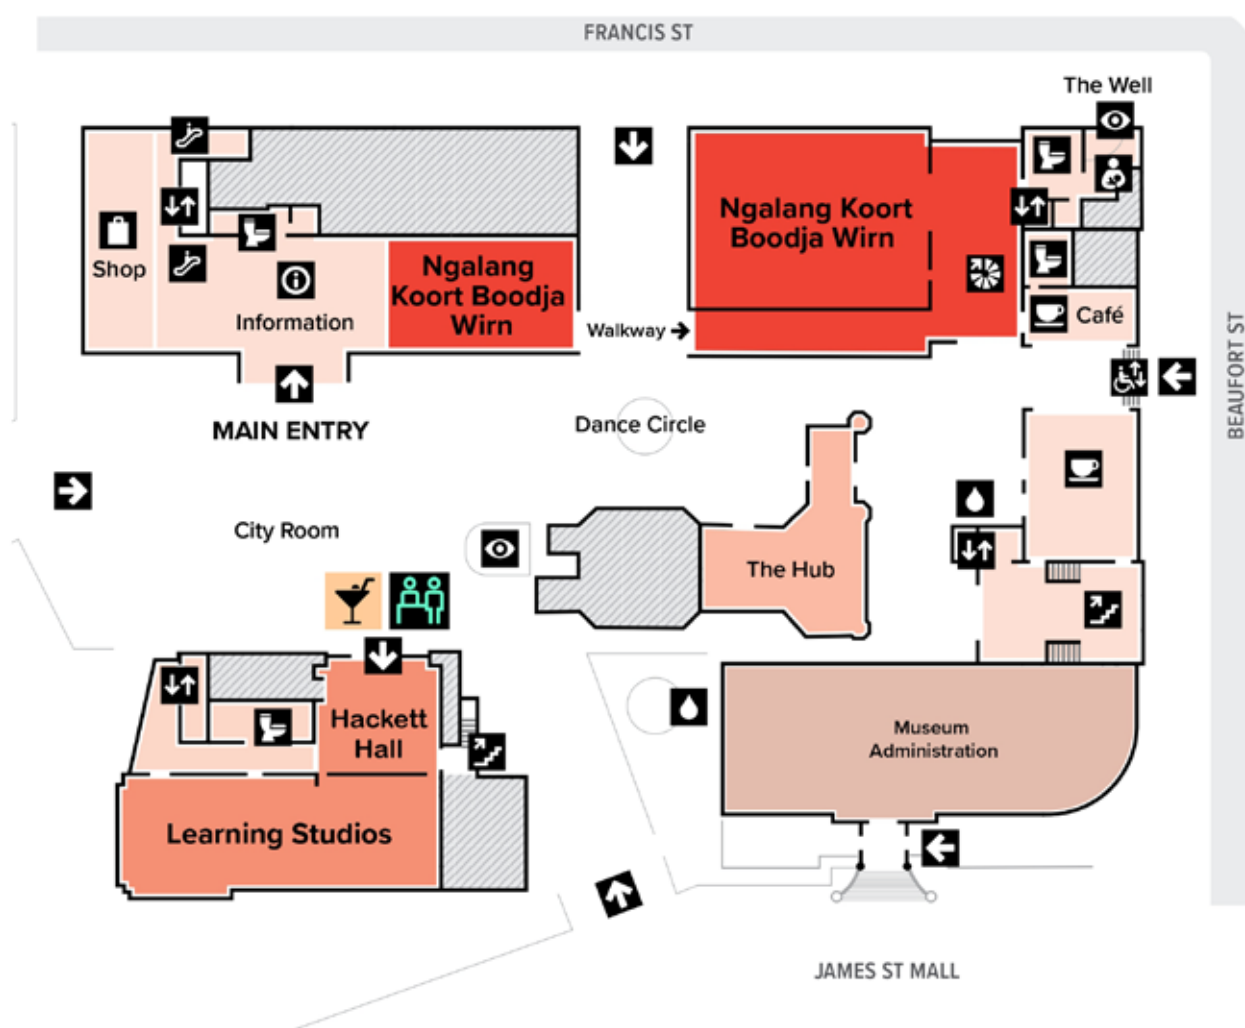 FRANCIS ST
The Well
Ngalang Koort
Boodja Wirn
Ngalang
Koort Boodja
Wirn
Shop
Information
Walkway
Café
BEAUFORT ST
MAIN ENTRY
Dance Circle
City Room
The Hub
Hackett
Hall
Museum
Administration
Learning Studios
JAMES ST MALL